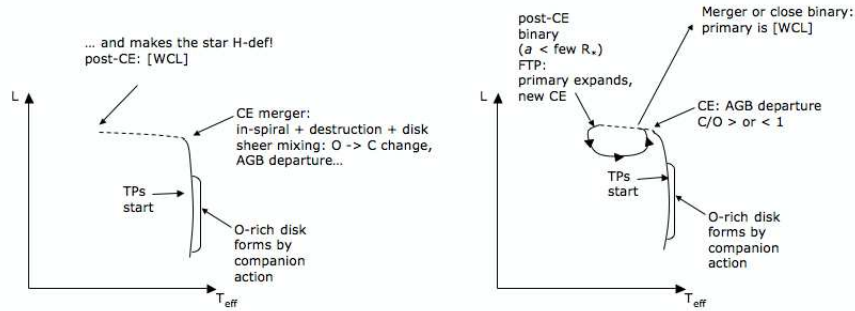 ... and makes the star H-def!
post-CE: [WCL]
L
CE merger:
in-spiral + destruction + disk
sheer mixing: O -> C change,
AGB departure...
TPs
start
O-rich disk
forms by
companion
action
Teff
post-CE
binary
(a < few R*)
FTP:
primary expands,
new CE
Merger or close binary:
primary is [WCL]
L
CE: AGB departure
C/O > or < 1
TPs
start
O-rich disk
forms by
companion
action
Teff